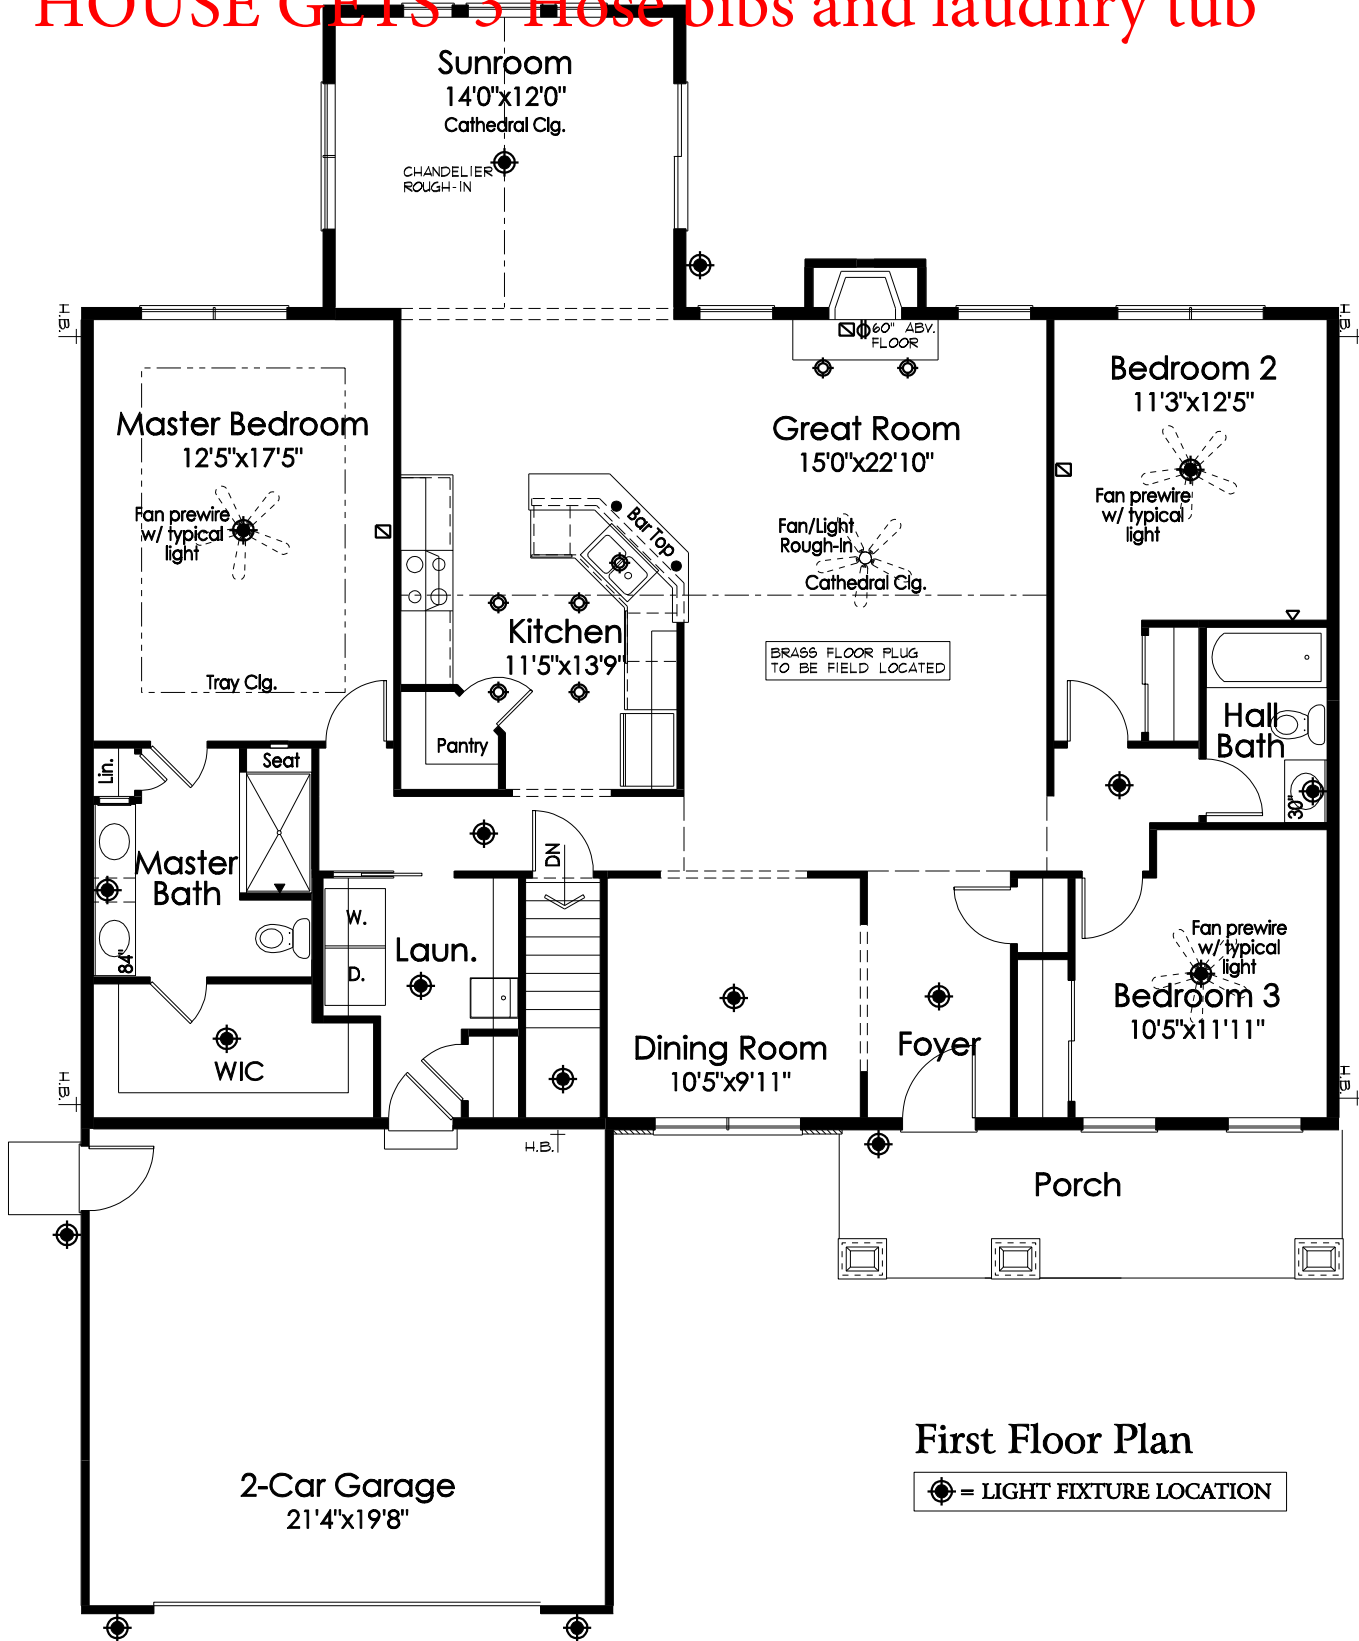 HOUSE GETS 3 Hose bibs and laudnry tub
Sunroom
14'0"x12'0"
Cathedral Clg.
CHANDELIER
ROUGH-IN
H.B.
H.B.
60" ABV.
FLOOR
Master Bedroom
12'5"x17'5"
Fan prewire
w/ typical
light
Tray Clg.
Bar Top
Great Room
15'0"x22'10"
Fan/Light
Rough-In
Cathedral Clg.
Bedroom 2
11'3"x12'5"
Fan prewire
w/ typical
light
Kitchen
11'5"x13'9"
BRASS FLOOR PLUG
TO BE FIELD LOCATED
Pantry
Hall
Bath
30"
Lin.
Seat
Master
Bath
84"
DN
W.
D.
Laun.
Fan prewire
w/ typical
light
Bedroom 3
10'5"x11'11"
Dining Room
10'5"x9'11"
Foyer
WIC
H.B.
H.B.
H.B.
Porch
2-Car Garage
21'4"x19'8"
First Floor Plan
= LIGHT FIXTURE LOCATION